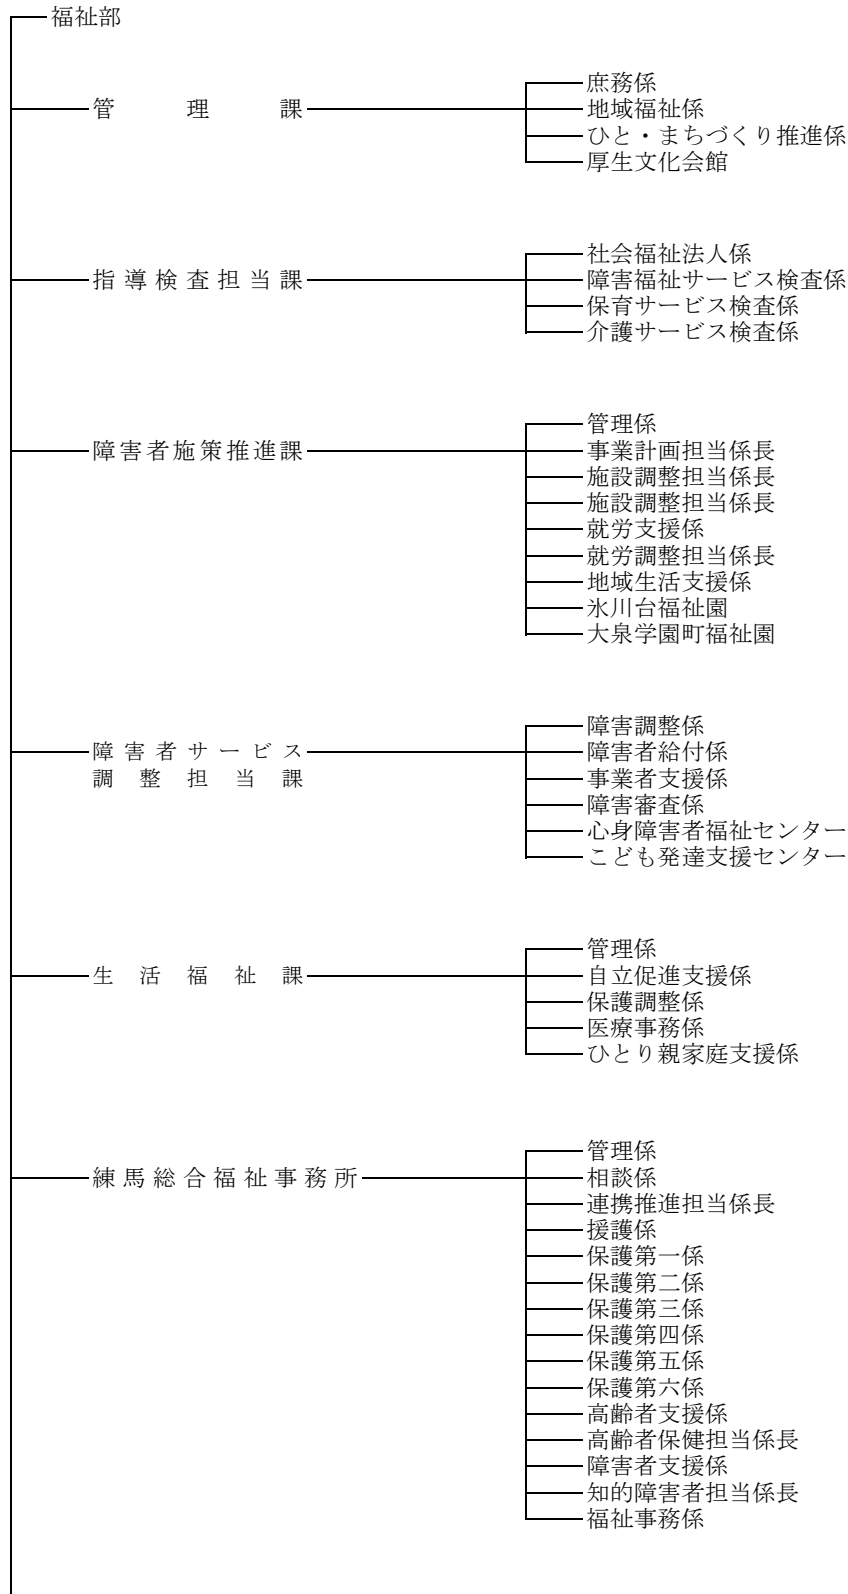 福祉部
管理課
庶務係
地域福祉係
ひと・まちづくり推進係
厚生文化会館
指導検査担当課
社会福祉法人係
障害福祉サービス検査係
保育サービス検査係
介護サービス検査係
障害者施策推進課
管理係
事業計画担当係長
施設調整担当係長
施設調整担当係長
就労支援係
就労調整担当係長
地域生活支援係
氷川台福祉園
大泉学園町福祉園
障害者サービス
調整担当課
障害調整係
障害者給付係
事業者支援係
障害審査係
心身障害者福祉センター
こども発達支援センター
生活福祉課
管理係
自立促進支援係
保護調整係
医療事務係
ひとり親家庭支援係
練馬総合福祉事務所
管理係
相談係
連携推進担当係長
援護係
保護第一係
保護第二係
保護第三係
保護第四係
保護第五係
保護第六係
高齢者支援係
高齢者保健担当係長
障害者支援係
知的障害者担当係長
福祉事務係